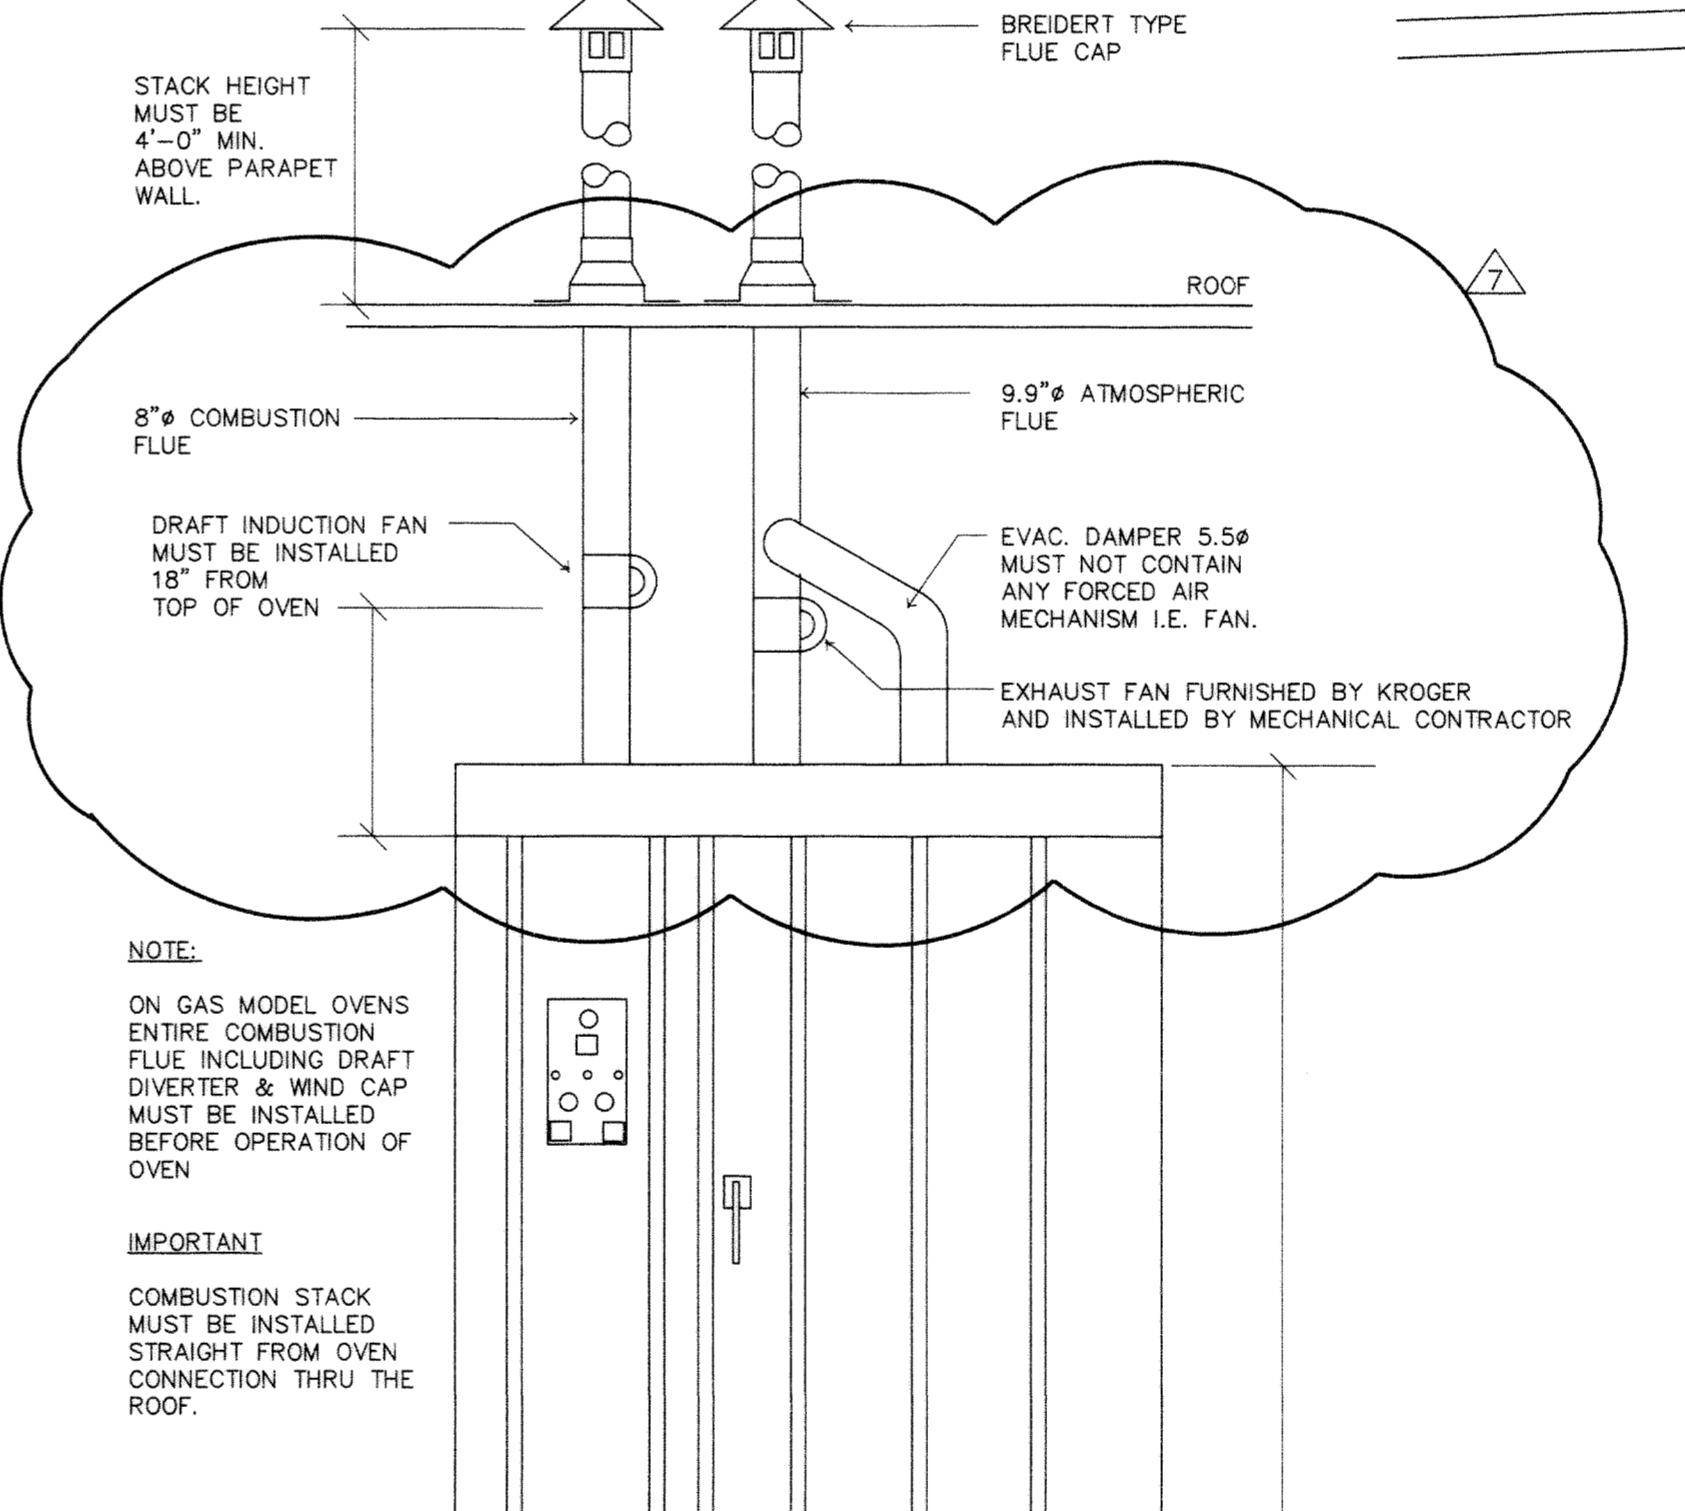 BREIDERT TYPE
FLUE CAP
STACK HEIGHT
MUST BE
4'-0" MIN.
ABOVE PARAPET
WALL.
ROOF
7
8"ø COMBUSTION
FLUE
9.9"ø ATMOSPHERIC
FLUE
DRAFT INDUCTION FAN
MUST BE INSTALLED
18" FROM
TOP OF OVEN
EVAC. DAMPER 5.5ø
MUST NOT CONTAIN
ANY FORCED AIR
MECHANISM I.E. FAN.
EXHAUST FAN FURNISHED BY KROGER
AND INSTALLED BY MECHANICAL CONTRACTOR
NOTE:
ON GAS MODEL OVENS
ENTIRE COMBUSTION
FLUE INCLUDING DRAFT
DIVERTER & WIND CAP
MUST BE INSTALLED
BEFORE OPERATION OF
OVEN
IMPORTANT
COMBUSTION STACK
MUST BE INSTALLED
STRAIGHT FROM OVEN
CONNECTION THRU THE
ROOF.